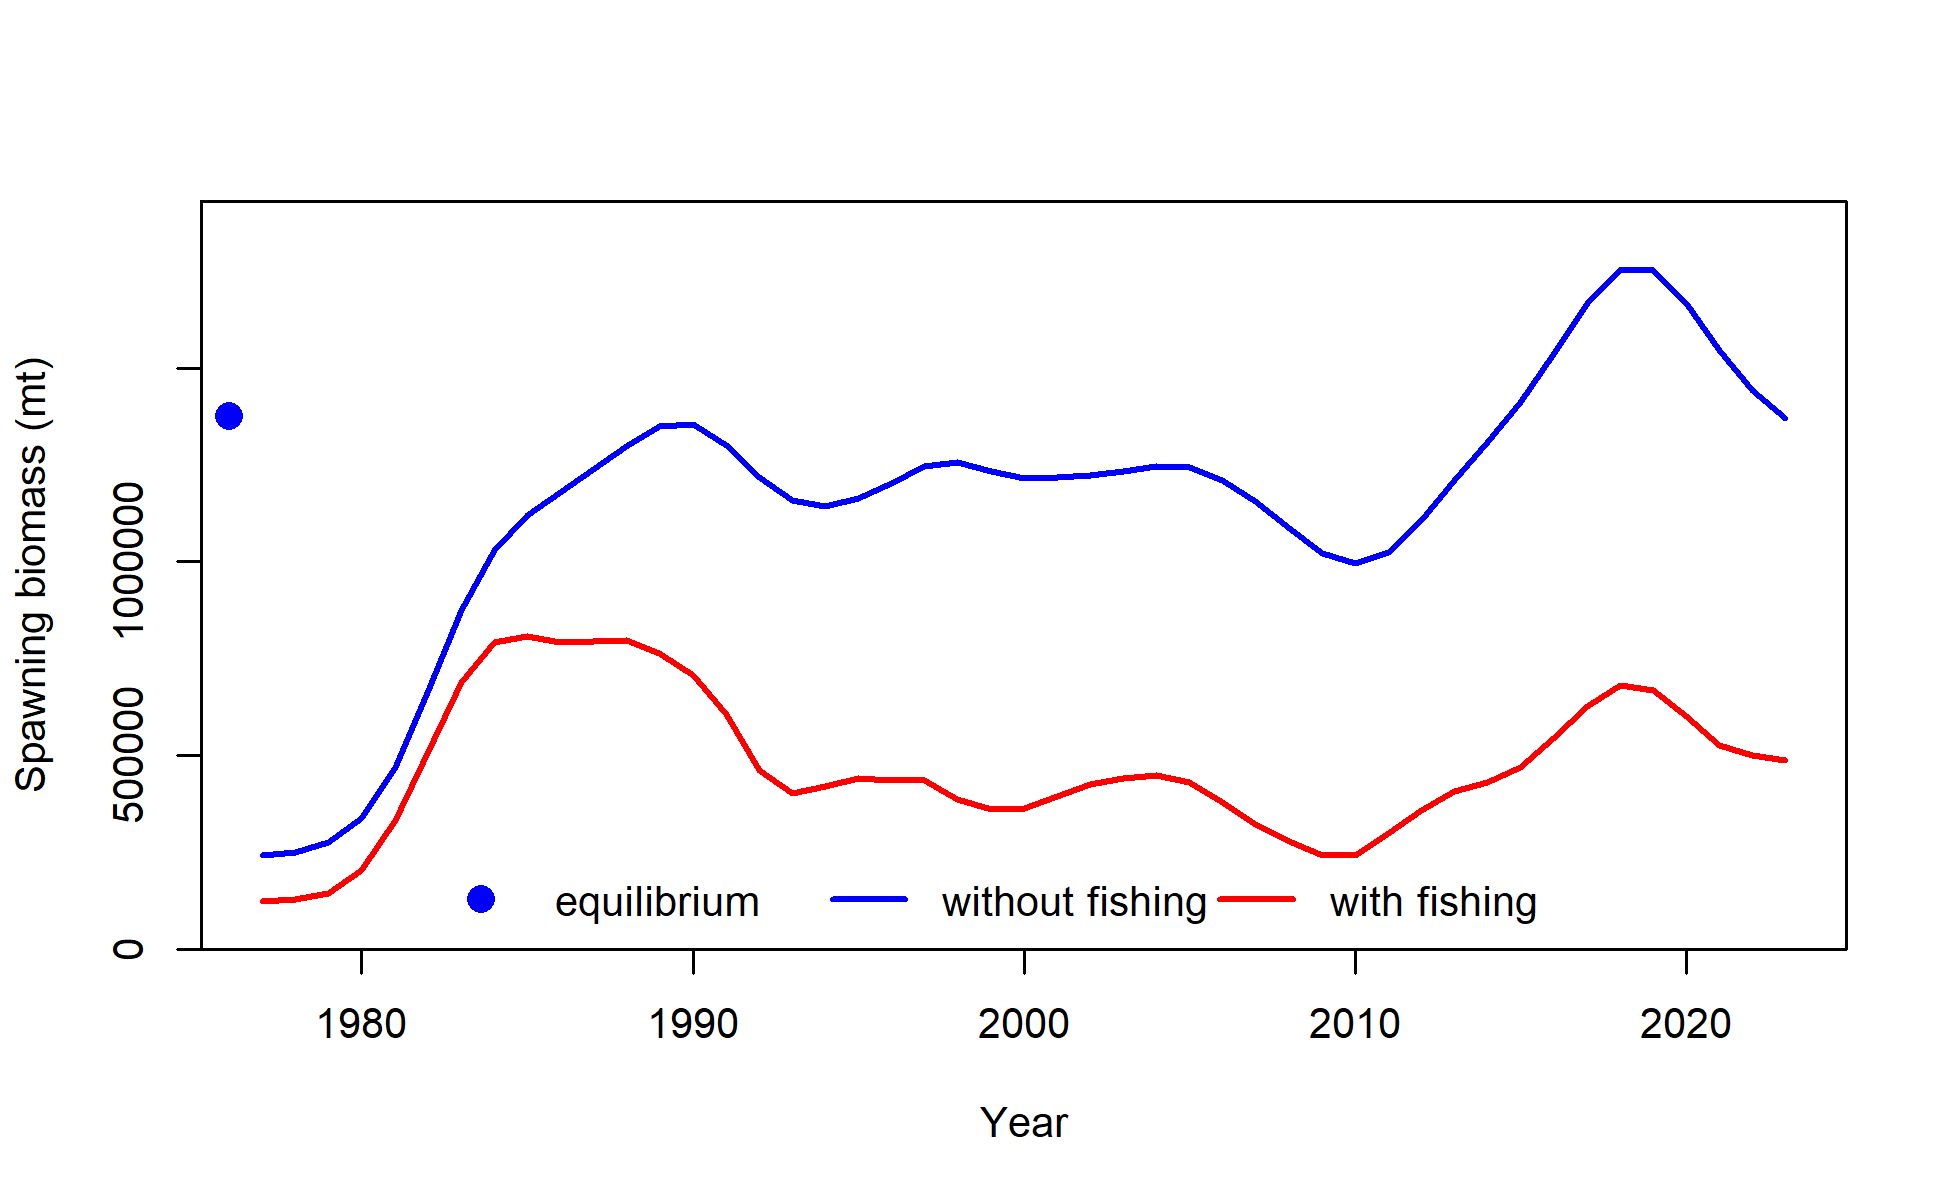 Spawning biomass (mt)
1000000
500000
0
equilibrium without fishing with fishing
1980 1990 2000 2010 2020
Year